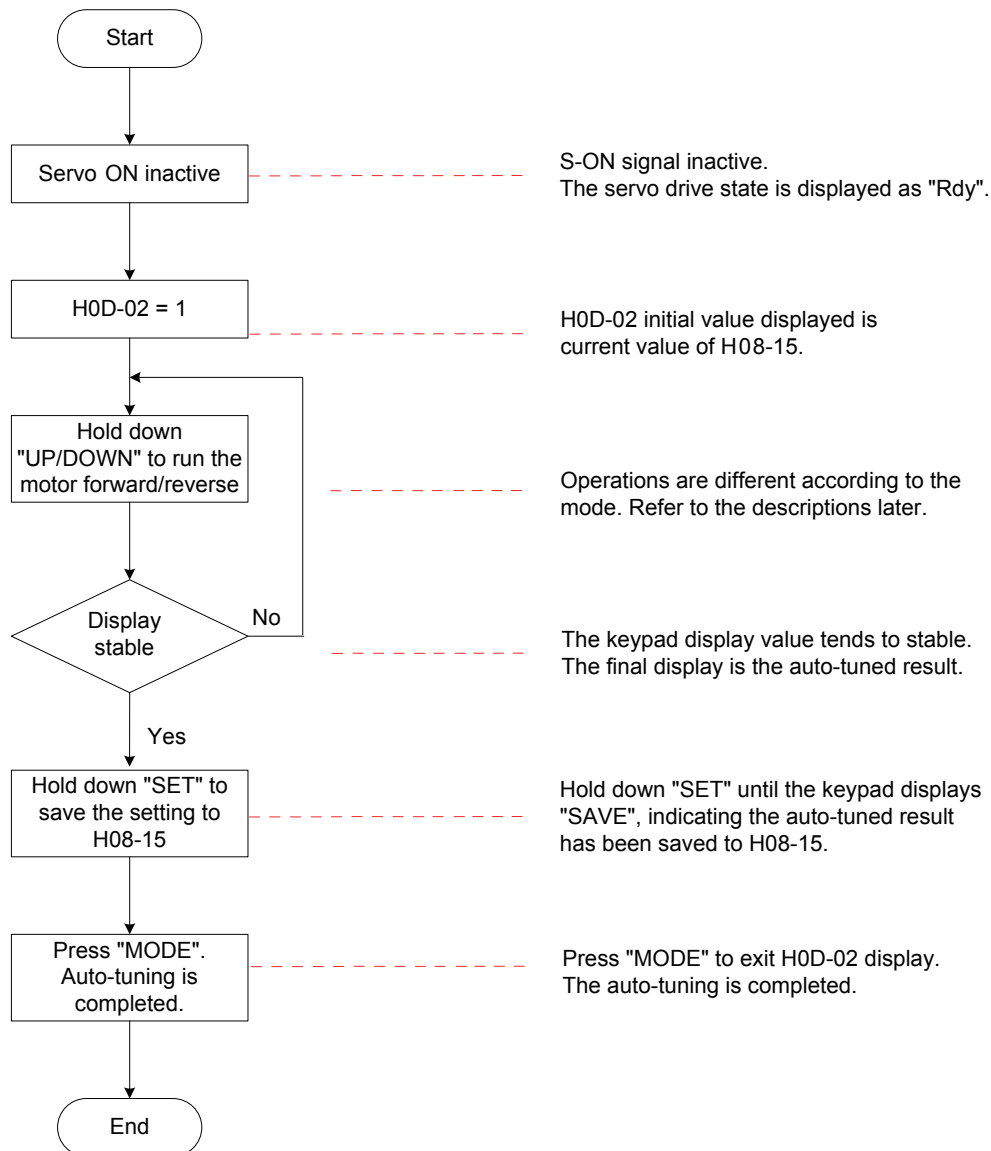 Start
Servo ON inactive
S-ON signal inactive.
The servo drive state is displayed as "Rdy".
H0D-02 = 1
H0D-02 initial value displayed is
current value of H08-15.
Hold down
"UP/DOWN" to run the
motor forward/reverse
Operations are different according to the
mode. Refer to the descriptions later.
Display
stable
No
The keypad display value tends to stable.
The final display is the auto-tuned result.
Yes
Hold down "SET" to
save the setting to
H08-15
Hold down "SET" until the keypad displays
"SAVE", indicating the auto-tuned result
has been saved to H08-15.
Press "MODE".
Auto-tuning is
completed.
Press "MODE" to exit H0D-02 display.
The auto-tuning is completed.
End